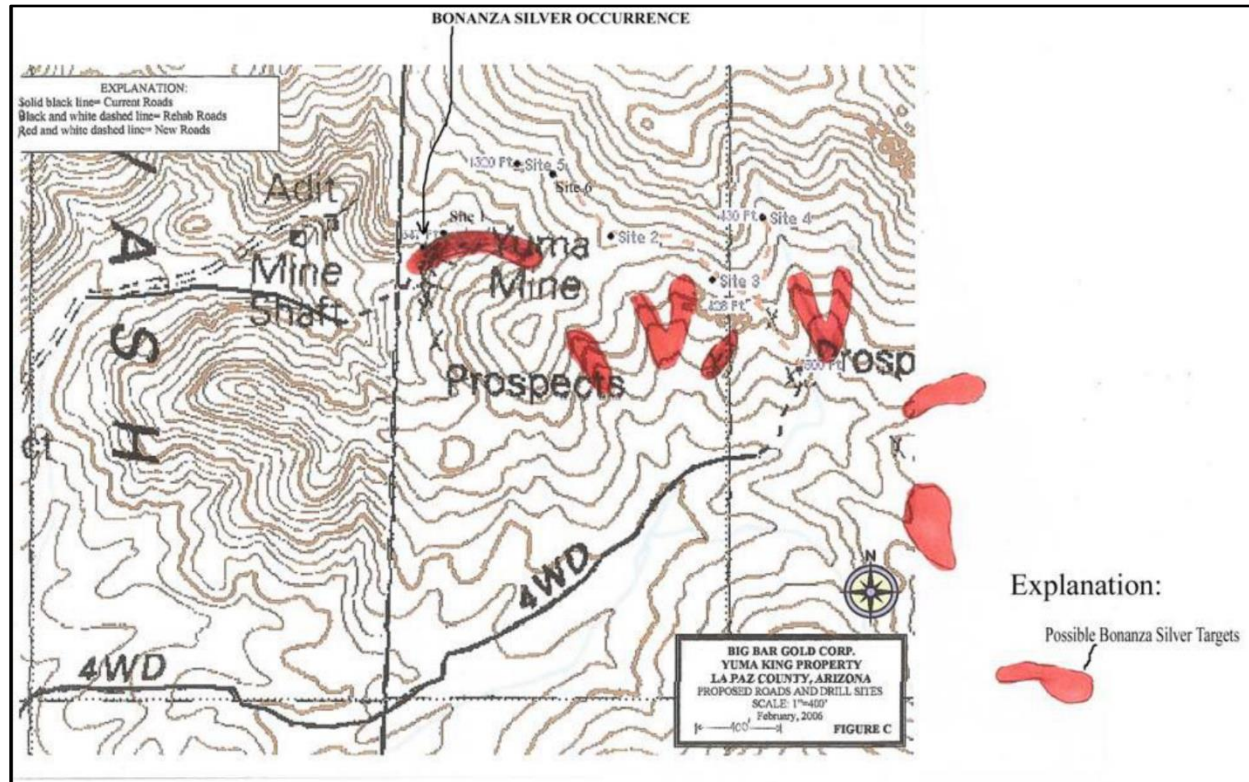 BONANZA SILVER OCCURRENCE
EXPLANATION:
Solid black line= Current Roads
Black and white dashed line= Rehab Roads
Red and white dashed line= New Roads
Adit
Mine
Shaft
WASH
1300 Ft.
Site 5
Site 6
Site 1
Site 2
430 Ft.
Site 4
Site 3
Yuma
Mine
Prospects
Prosp
4WD
4WD
N
BIG BAR GOLD CORP.
YUMA KING PROPERTY
LA PAZ COUNTY, ARIZONA
PROPOSED ROADS AND DRILL SITES
SCALE: 1"=400'
February, 2006
400'
FIGURE C
Explanation:
Possible Bonanza Silver Targets